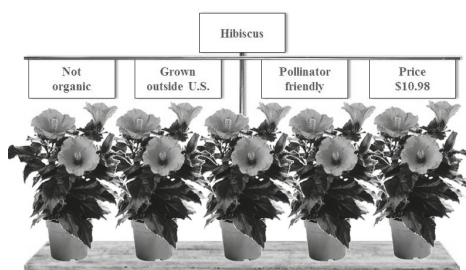 Hibiscus
Not
organic
Grown
outside U.S.
Pollinator
friendly
Price
$10.98